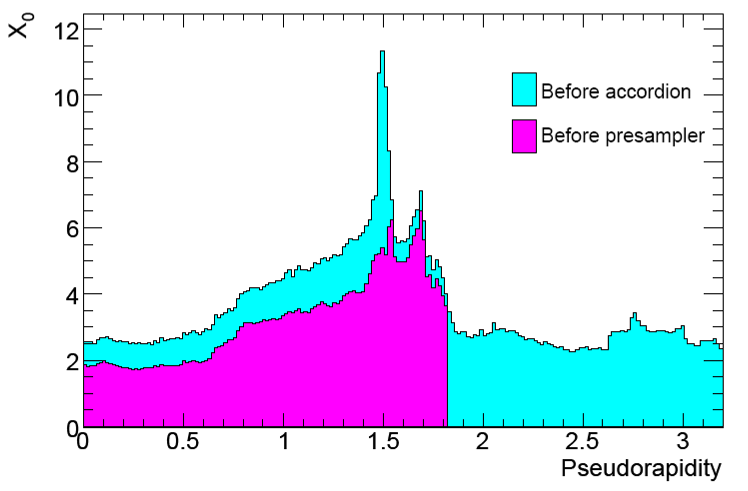 X0
12
10
8
6
4
2
0
Before accordion
Before presampler
0 0.5 1 1.5 2 2.5 3
Pseudorapidity